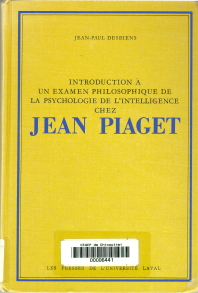 JEAN-PAUL DESBIENS
INTRODUCTION À
UN EXAMEN PHILOSOPHIQUE DE
LA PSYCHOLOGIE DE L'INTELLIGENCE
CHEZ
JEAN PIAGET
00006441
LES PRESSES DE L'UNIVERSITÉ LAVAL